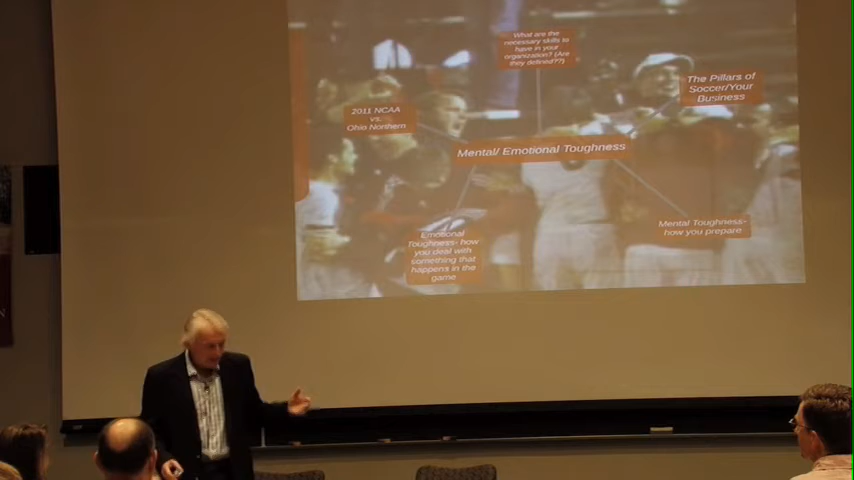 What are the
necessary skills to
have in your
organization? (Are
they defined??)
The Pillars of
Soccer/Your
Business
2011 NCAA
vs.
Ohio Northern
Mental/ Emotional Toughness
Mental Toughness-
how you prepare
Emotional
Toughness- how
you deal with
something that
happens in the
game